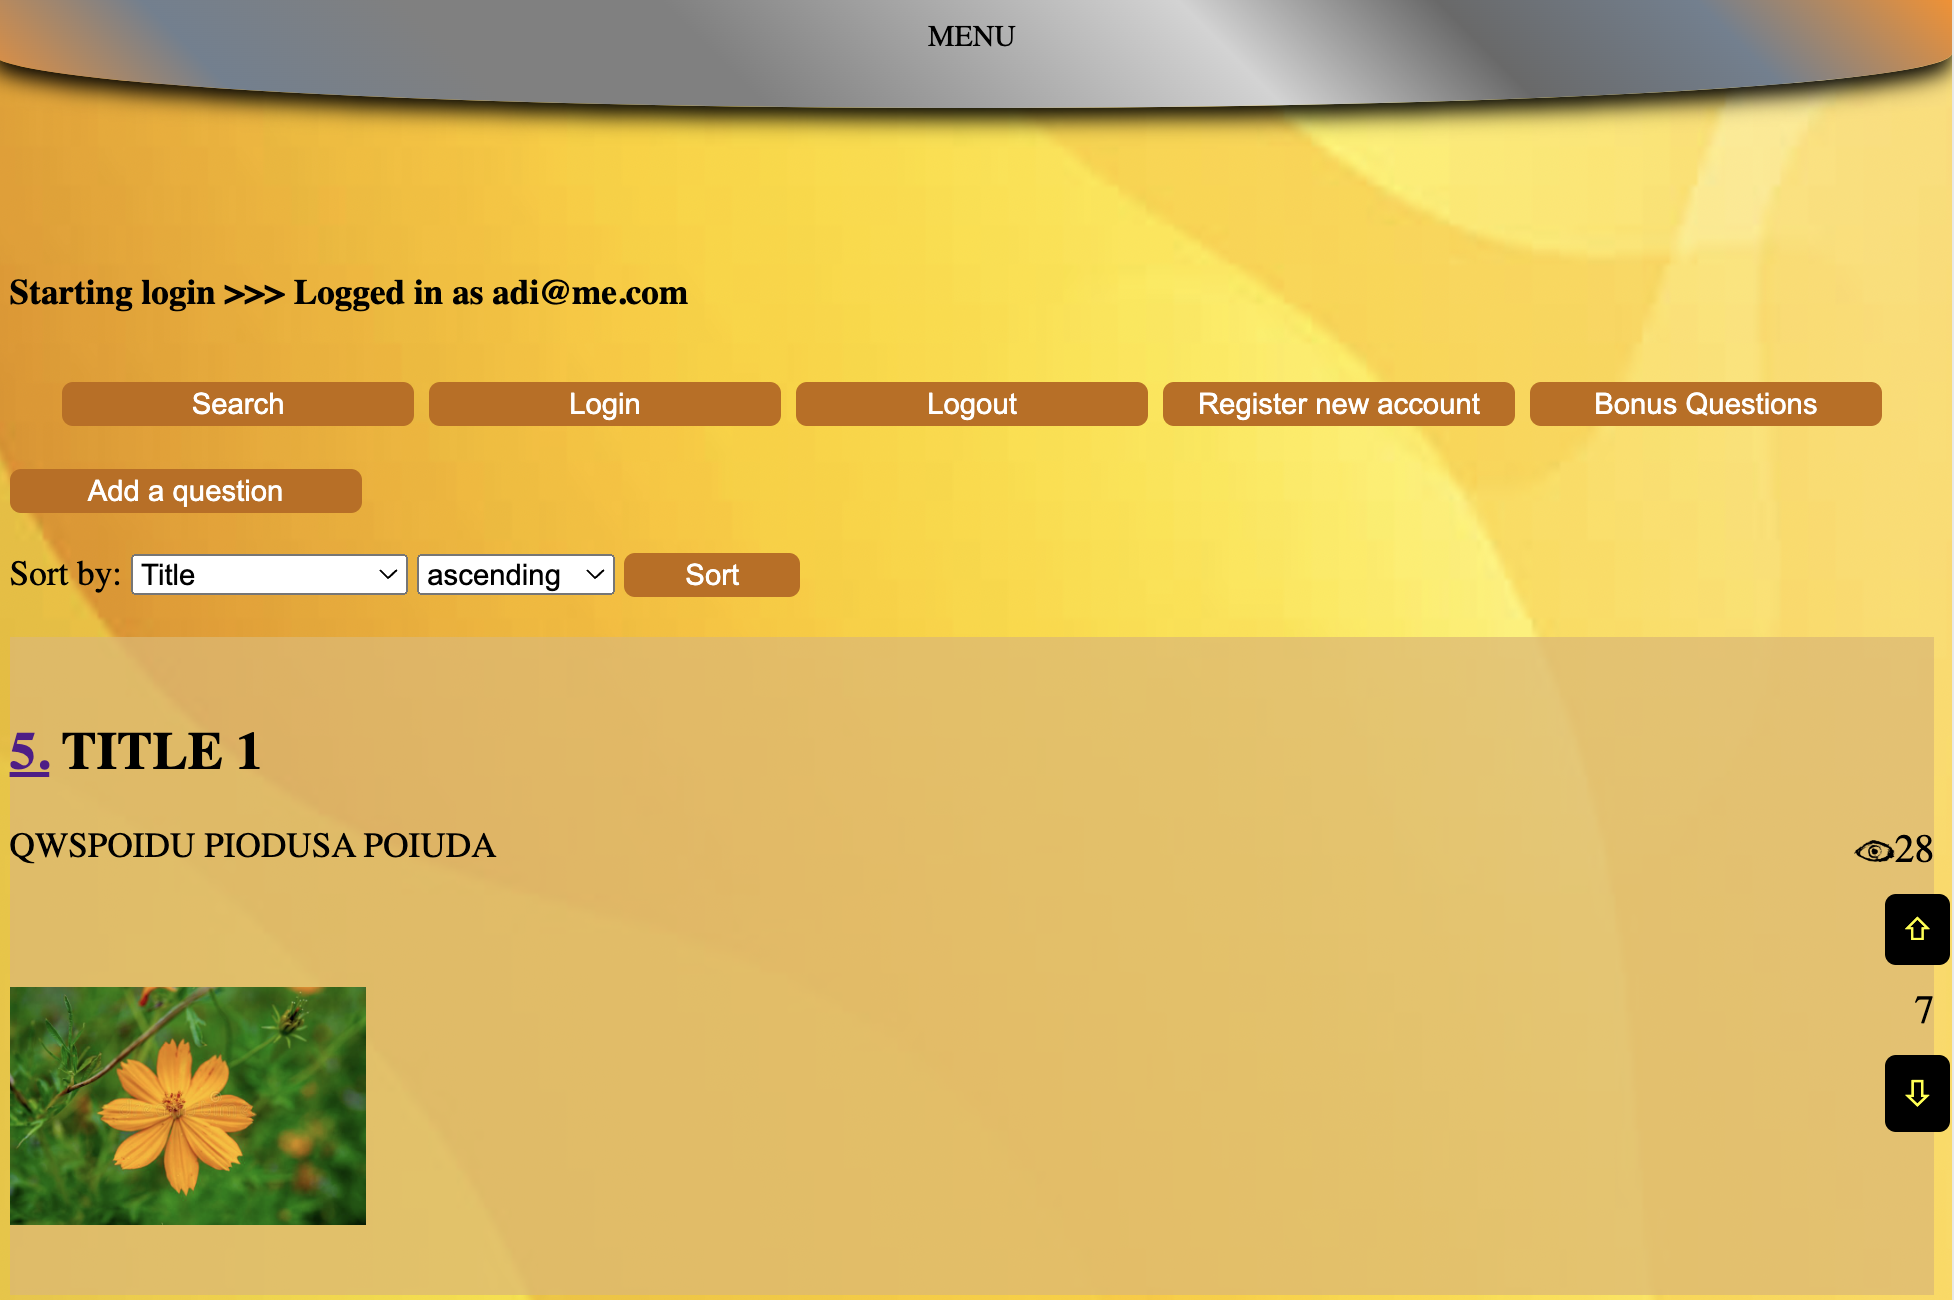 MENU
Starting login >>> Logged in as adi@me.com
Search Login Logout Register new account Bonus Questions
Add a question
Sort by: Title ascending Sort
5. TITLE 1
QWSPOIDU PIODUSA POIUDA 28
7